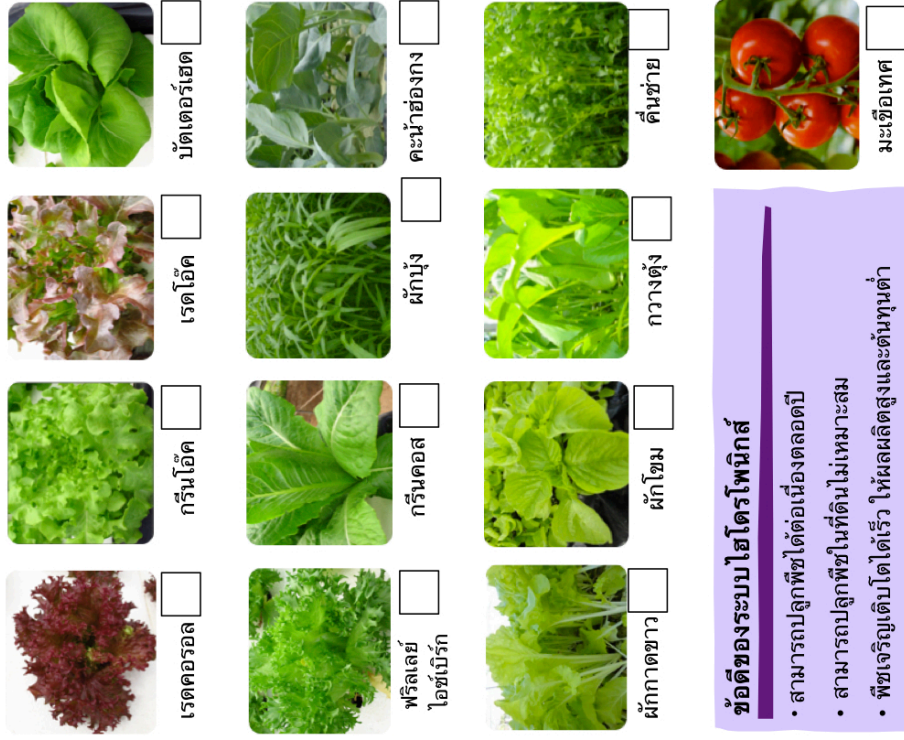 เรดคอรอล
กรีนโอ๊ค
เรดโอ๊ค
บัตเตอร์เฮด
ฟริลเลย์
ไอซ์เบิร์ก
กรีนคอส
ผักบุ้ง
คะน้าฮ่องกง
ผักกาดขาว
ผักโขม
กวางตุ้ง
คื่นช่าย
ข้อดีของระบบไฮโดรโพนิกส์
• สามารถปลูกพืชได้ต่อเนื่องตลอดปี
• สามารถปลูกพืชในที่ดินไม่เหมาะสม
• พืชเจริญเติบโตได้เร็ว ให้ผลผลิตสูงและต้นทุนต่ำ
มะเขือเทศ